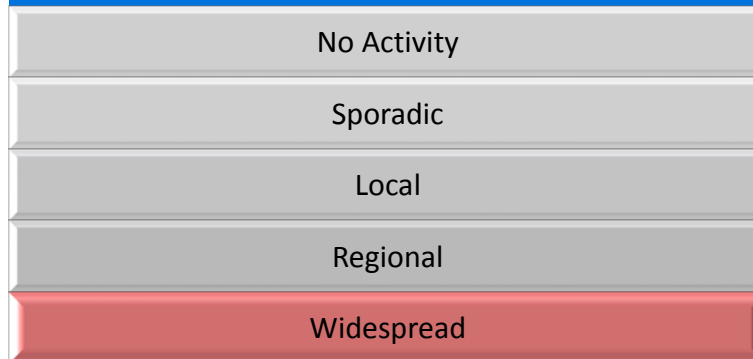 No Activity
Sporadic
Local
Regional
Widespread